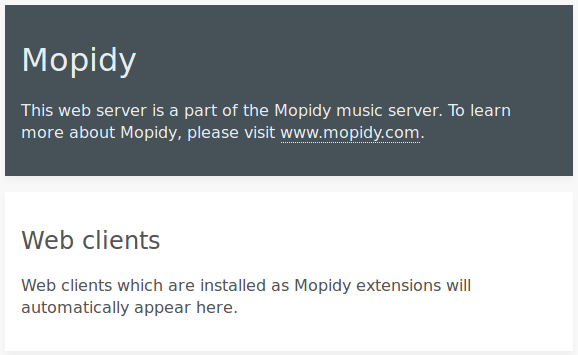 Mopidy
This web server is a part of the Mopidy music server. To learn
more about Mopidy, please visit www.mopidy.com.
Web clients
Web clients which are installed as Mopidy extensions will
automatically appear here.